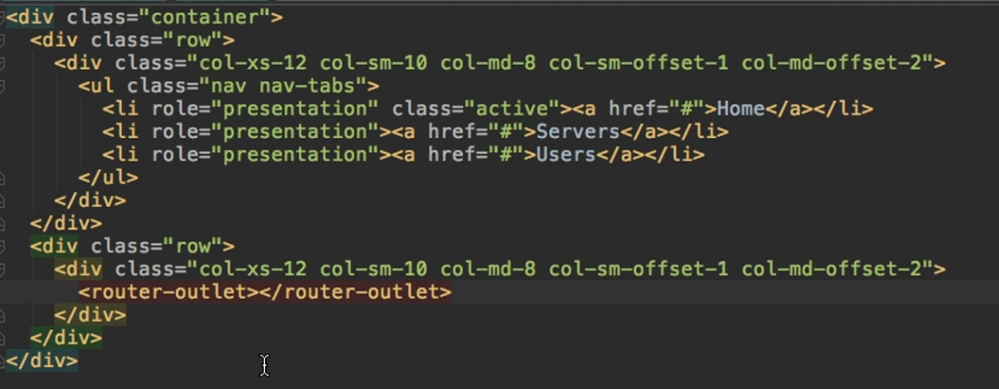 <div class="container">
  <div class="row">
    <div class="col-xs-12 col-sm-10 col-md-8 col-sm-offset-1 col-md-offset-2">
      <ul class="nav nav-tabs">
        <li role="presentation" class="active"><a href="#">Home</a></li>
        <li role="presentation"><a href="#">Servers</a></li>
        <li role="presentation"><a href="#">Users</a></li>
      </ul>
    </div>
  </div>
  <div class="row">
    <div class="col-xs-12 col-sm-10 col-md-8 col-sm-offset-1 col-md-offset-2">
      <router-outlet></router-outlet>
    </div>
  </div>
</div>